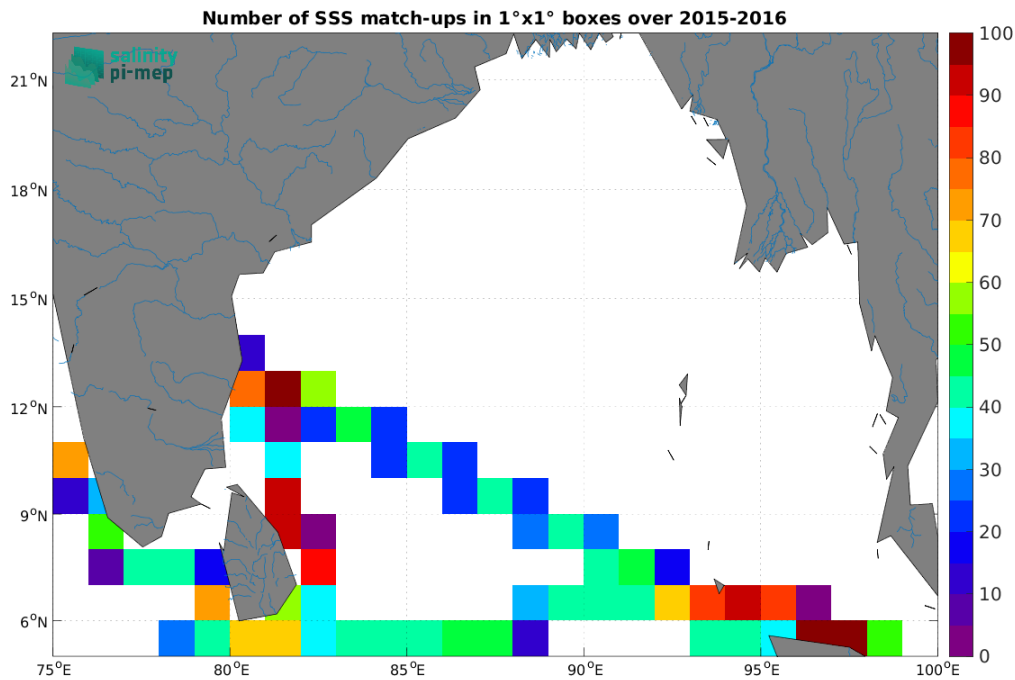 Number of SSS match-ups in 1°x1° boxes over 2015-2016
salinity
pi-mep
21°N
18°N
15°N
12°N
9°N
6°N
75°E 80°E 85°E 90°E 95°E 100°E
100
90
80
70
60
50
40
30
20
10
0